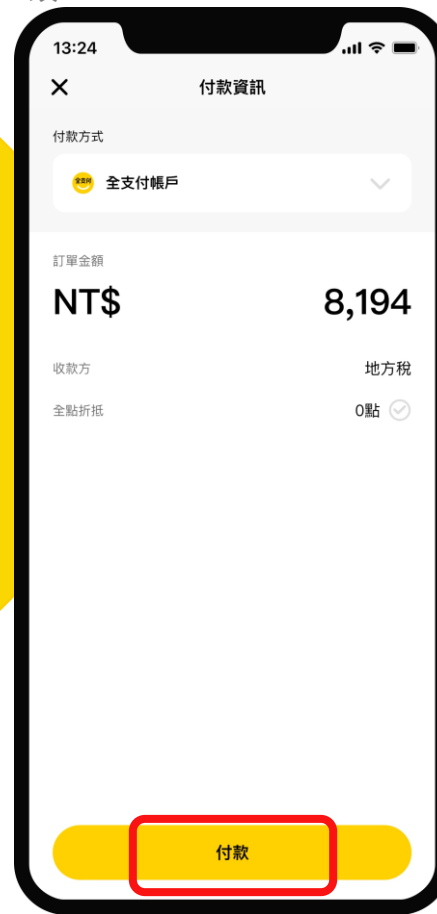 13:24
付款資訊
付款方式
全支付 全支付帳戶
訂單金額
NT$ 8,194
收款方 地方稅
全點折抵 0點
付款